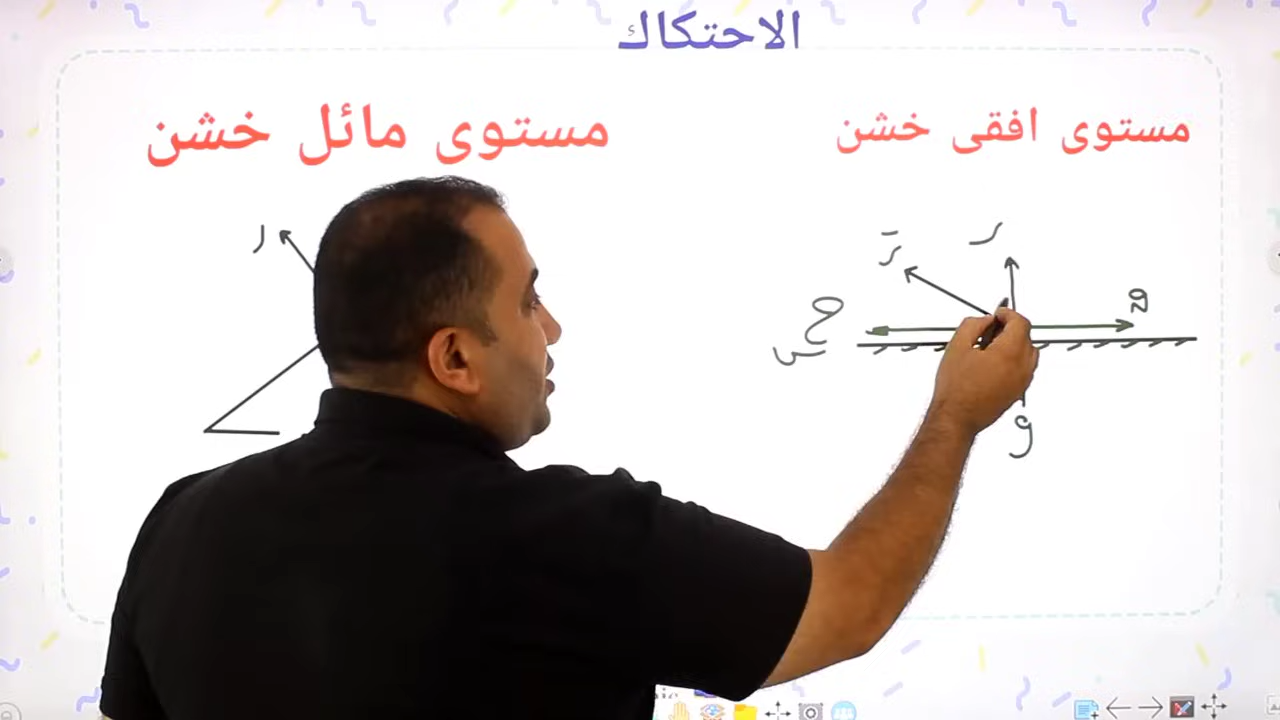 الاحتكاك
مستوى افقى خشن
مستوى مائل خشن
ر
رَ
ق
ح س
و
ر